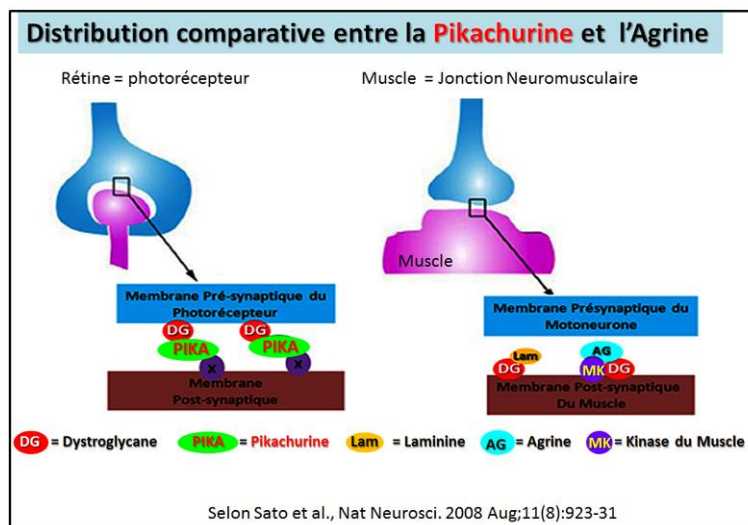 Distribution comparative entre la Pikachurine et l'Agrine
Rétine = photorécepteur
Muscle = Jonction Neuromusculaire
Muscle
Membrane Pré-synaptique du
Photorécepteur
DG
DG
PIKA
PIKA
X
X
Membrane
Post-synaptique
Membrane Présynaptique du
Motoneurone
Lam
DG
AG
MK
DG
Membrane Post-synaptique
Du Muscle
DG = Dystroglycane
PIKA = Pikachurine
Lam = Laminine
AG = Agrine
MK = Kinase du Muscle
Selon Sato et al., Nat Neurosci. 2008 Aug;11(8):923-31